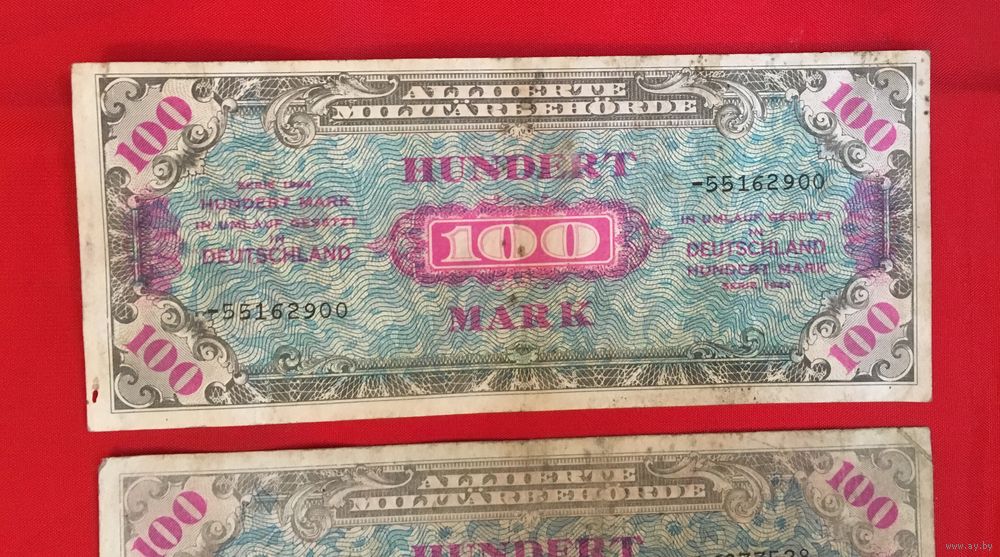 ALLIIERTE
MILITÄRBEHÖRDE
100
100
HUNDERT
-55162900
SERIE 1944
HUNDERT MARK
IN UMLAUF GESETZT
IN
DEUTSCHLAND
100
IN UMLAUF GESETZT
IN
DEUTSCHLAND
HUNDERT MARK
SERIE 1944
-55162900
MARK
100
100
ALLIIERTE
MILITÄRBEHÖRDE
100
100
HUNDERT
www.ay.by